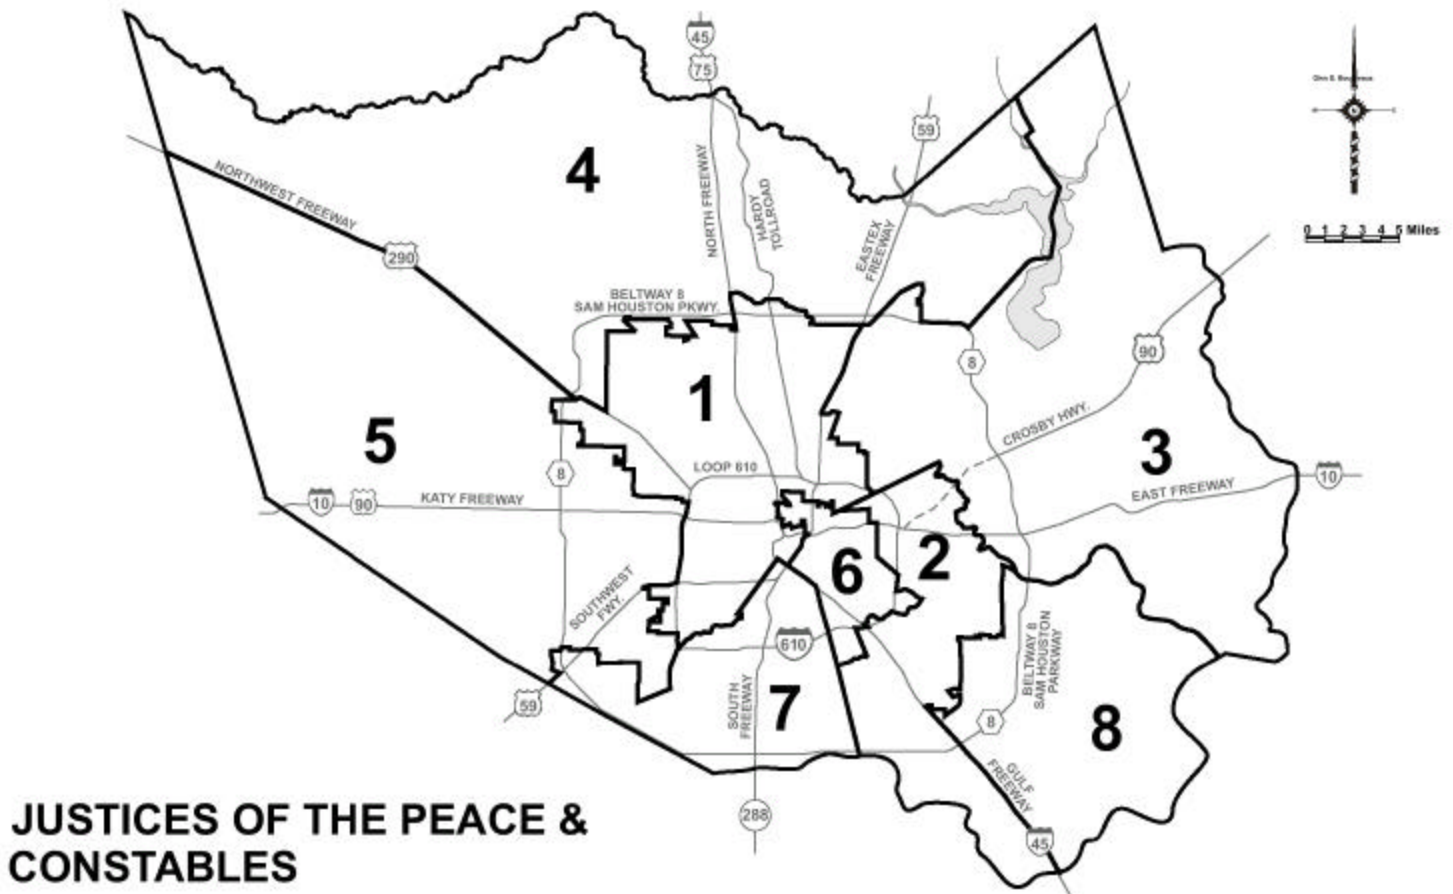 45
75
59
4
NORTHWEST FREEWAY
NORTH FREEWAY
HARDY
TOLLROAD
EASTEX
FREEWAY
0 1 2 3 4 5 Miles
290
BELTWAY 8
SAM HOUSTON PKWY.
8
90
1
CROSBY HWY.
5
3
8
LOOP 610
10
90
KATY FREEWAY
EAST FREEWAY
10
6
2
SOUTHWEST
FWY.
610
BELTWAY 8
SAM HOUSTON
PARKWAY
59
SOUTH
FREEWAY
7
8
8
GULF
FREEWAY
288
45
JUSTICES OF THE PEACE &
CONSTABLES